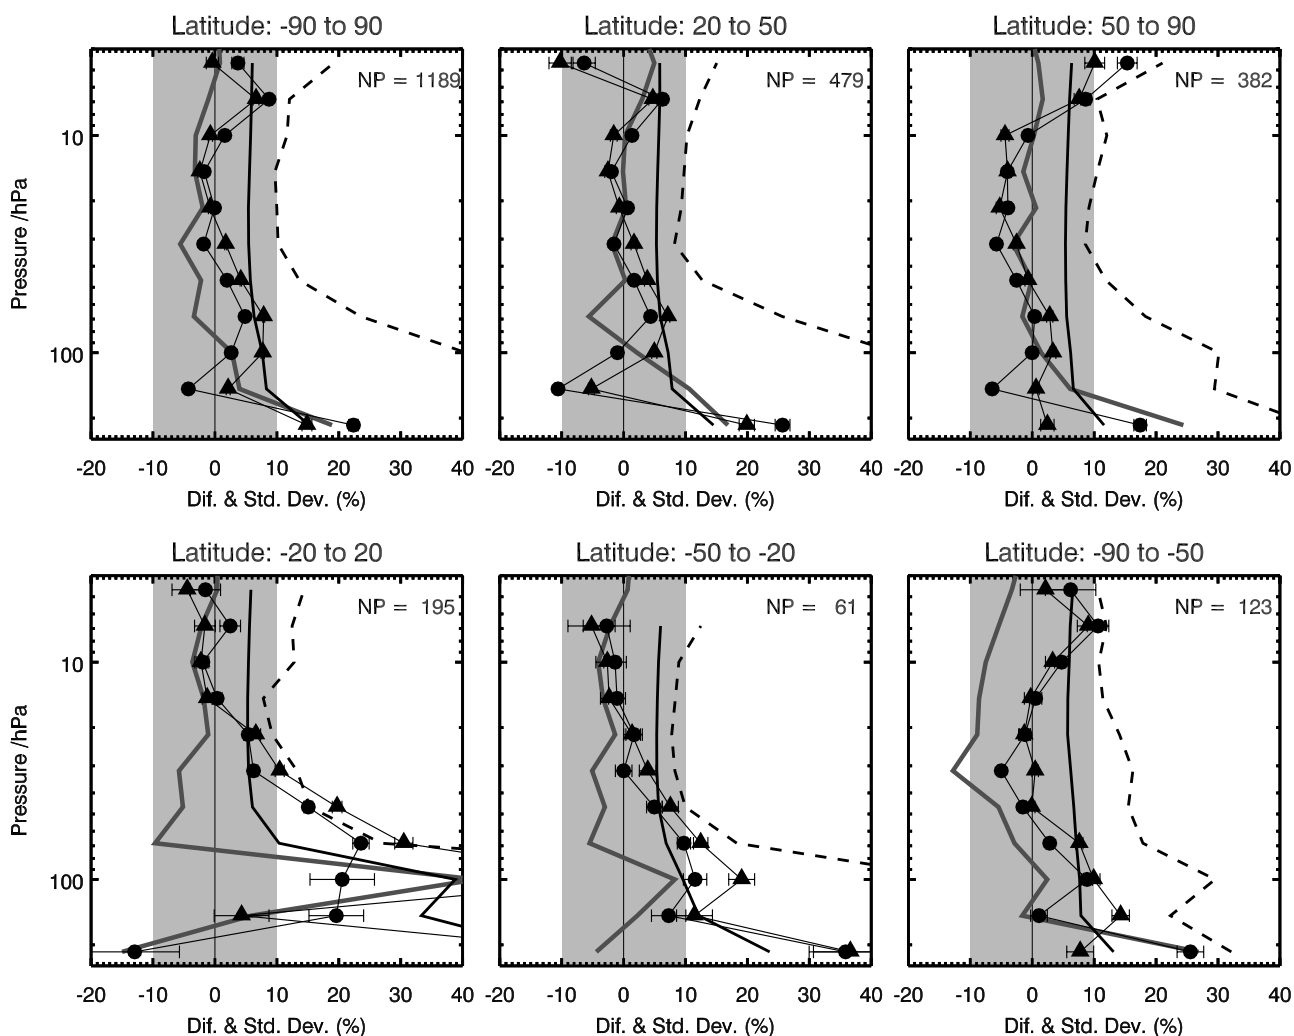 Latitude: -90 to 90
Latitude: 20 to 50
Latitude: 50 to 90
NP = 1189
NP = 479
NP = 382
10
100
Pressure /hPa
-20 -10 0 10 20 30 40
-20 -10 0 10 20 30 40
-20 -10 0 10 20 30 40
Dif. & Std. Dev. (%)
Dif. & Std. Dev. (%)
Dif. & Std. Dev. (%)
Latitude: -20 to 20
Latitude: -50 to -20
Latitude: -90 to -50
NP = 195
NP = 61
NP = 123
10
100
Pressure /hPa
-20 -10 0 10 20 30 40
-20 -10 0 10 20 30 40
-20 -10 0 10 20 30 40
Dif. & Std. Dev. (%)
Dif. & Std. Dev. (%)
Dif. & Std. Dev. (%)